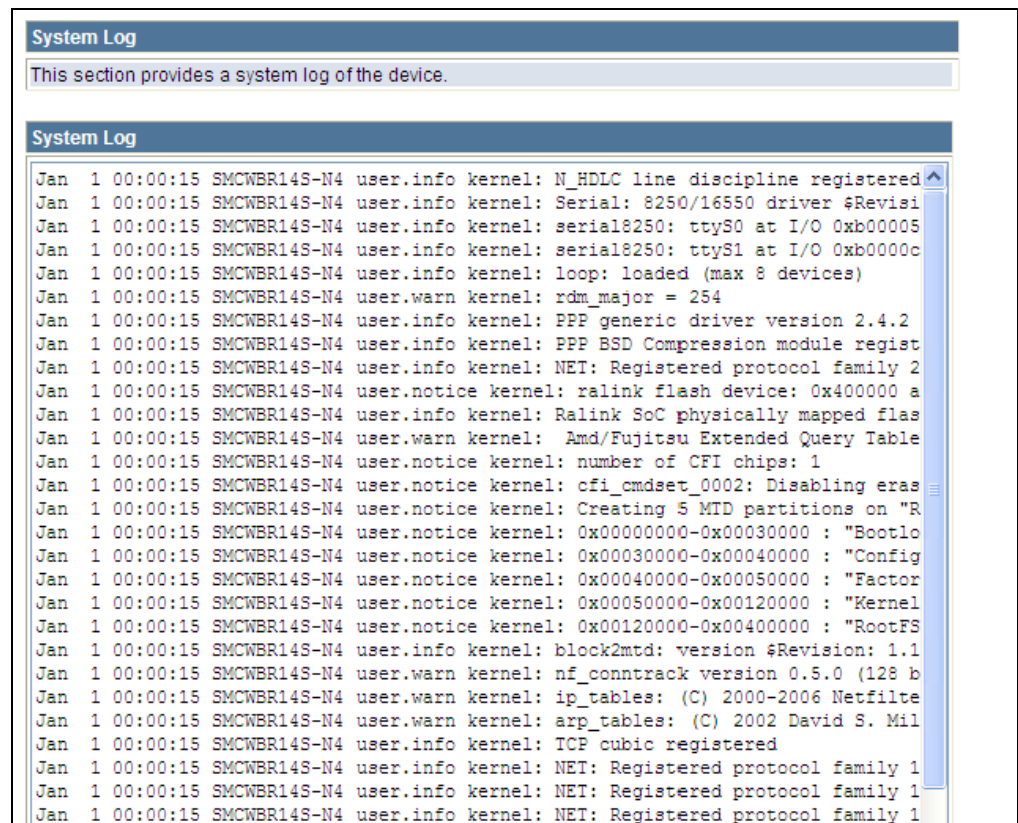 System Log
This section provides a system log of the device.
System Log
Jan  1 00:00:15 SMCWBR14S-N4 user.info kernel: N_HDLC line discipline registered
Jan  1 00:00:15 SMCWBR14S-N4 user.info kernel: Serial: 8250/16550 driver $Revisi
Jan  1 00:00:15 SMCWBR14S-N4 user.info kernel: serial8250: ttyS0 at I/O 0xb00005
Jan  1 00:00:15 SMCWBR14S-N4 user.info kernel: serial8250: ttyS1 at I/O 0xb0000c
Jan  1 00:00:15 SMCWBR14S-N4 user.info kernel: loop: loaded (max 8 devices)
Jan  1 00:00:15 SMCWBR14S-N4 user.warn kernel: rdm_major = 254
Jan  1 00:00:15 SMCWBR14S-N4 user.info kernel: PPP generic driver version 2.4.2
Jan  1 00:00:15 SMCWBR14S-N4 user.info kernel: PPP BSD Compression module regist
Jan  1 00:00:15 SMCWBR14S-N4 user.info kernel: NET: Registered protocol family 2
Jan  1 00:00:15 SMCWBR14S-N4 user.notice kernel: ralink flash device: 0x400000 a
Jan  1 00:00:15 SMCWBR14S-N4 user.info kernel: Ralink SoC physically mapped flas
Jan  1 00:00:15 SMCWBR14S-N4 user.warn kernel:  Amd/Fujitsu Extended Query Table
Jan  1 00:00:15 SMCWBR14S-N4 user.notice kernel: number of CFI chips: 1
Jan  1 00:00:15 SMCWBR14S-N4 user.notice kernel: cfi_cmdset_0002: Disabling eras
Jan  1 00:00:15 SMCWBR14S-N4 user.notice kernel: Creating 5 MTD partitions on "R
Jan  1 00:00:15 SMCWBR14S-N4 user.notice kernel: 0x00000000-0x00030000 : "Bootlo
Jan  1 00:00:15 SMCWBR14S-N4 user.notice kernel: 0x00030000-0x00040000 : "Config
Jan  1 00:00:15 SMCWBR14S-N4 user.notice kernel: 0x00040000-0x00050000 : "Factor
Jan  1 00:00:15 SMCWBR14S-N4 user.notice kernel: 0x00050000-0x00120000 : "Kernel
Jan  1 00:00:15 SMCWBR14S-N4 user.notice kernel: 0x00120000-0x00400000 : "RootFS
Jan  1 00:00:15 SMCWBR14S-N4 user.info kernel: block2mtd: version $Revision: 1.1
Jan  1 00:00:15 SMCWBR14S-N4 user.warn kernel: nf_conntrack version 0.5.0 (128 b
Jan  1 00:00:15 SMCWBR14S-N4 user.warn kernel: ip_tables: (C) 2000-2006 Netfilte
Jan  1 00:00:15 SMCWBR14S-N4 user.warn kernel: arp_tables: (C) 2002 David S. Mil
Jan  1 00:00:15 SMCWBR14S-N4 user.info kernel: TCP cubic registered
Jan  1 00:00:15 SMCWBR14S-N4 user.info kernel: NET: Registered protocol family 1
Jan  1 00:00:15 SMCWBR14S-N4 user.info kernel: NET: Registered protocol family 1
Jan  1 00:00:15 SMCWBR14S-N4 user.info kernel: NET: Registered protocol family 1